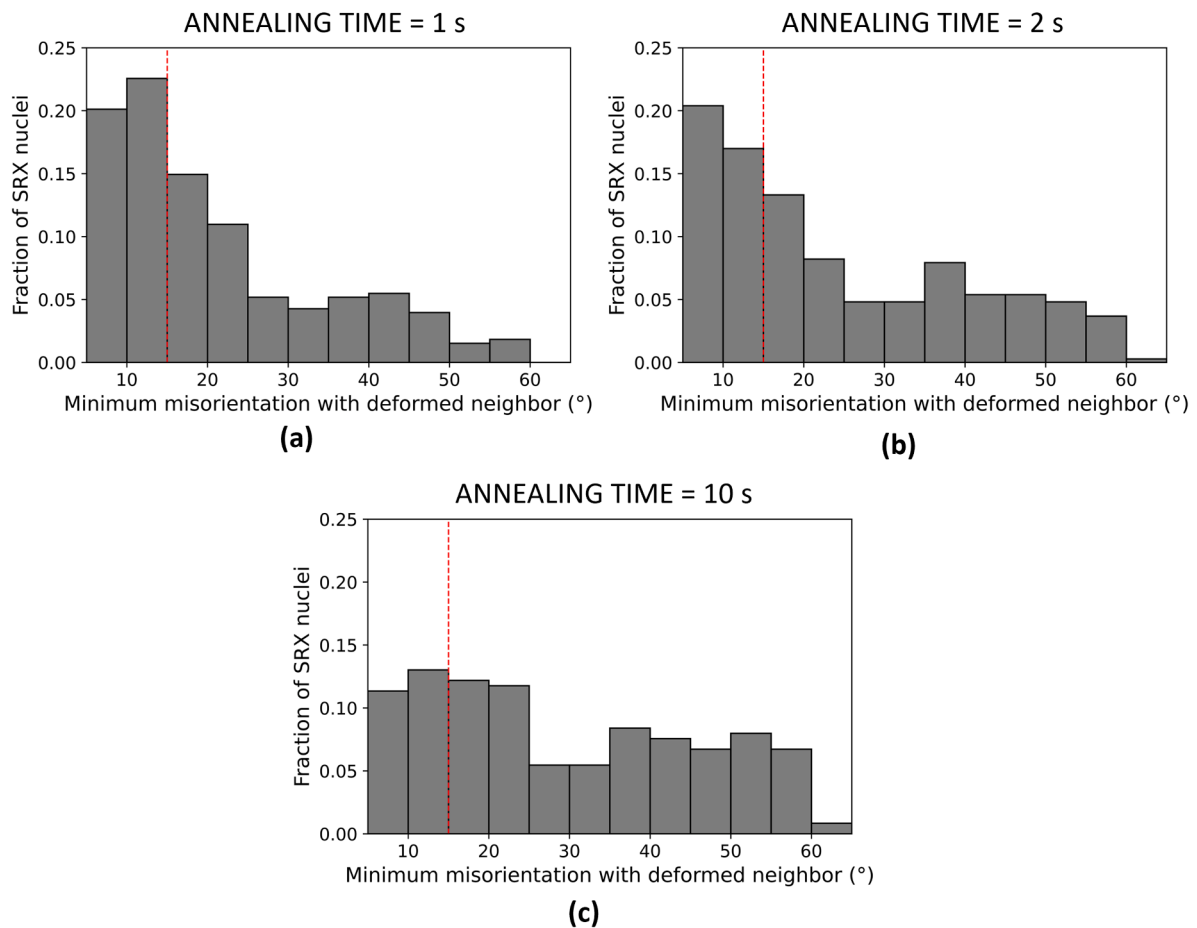 ANNEALING TIME = 1 s
0.25
0.20
0.15
0.10
0.05
0.00
Fraction of SRX nuclei
10 20 30 40 50 60
Minimum misorientation with deformed neighbor (°)
(a)
ANNEALING TIME = 2 s
0.25
0.20
0.15
0.10
0.05
0.00
Fraction of SRX nuclei
10 20 30 40 50 60
Minimum misorientation with deformed neighbor (°)
(b)
ANNEALING TIME = 10 s
0.25
0.20
0.15
0.10
0.05
0.00
Fraction of SRX nuclei
10 20 30 40 50 60
Minimum misorientation with deformed neighbor (°)
(c)